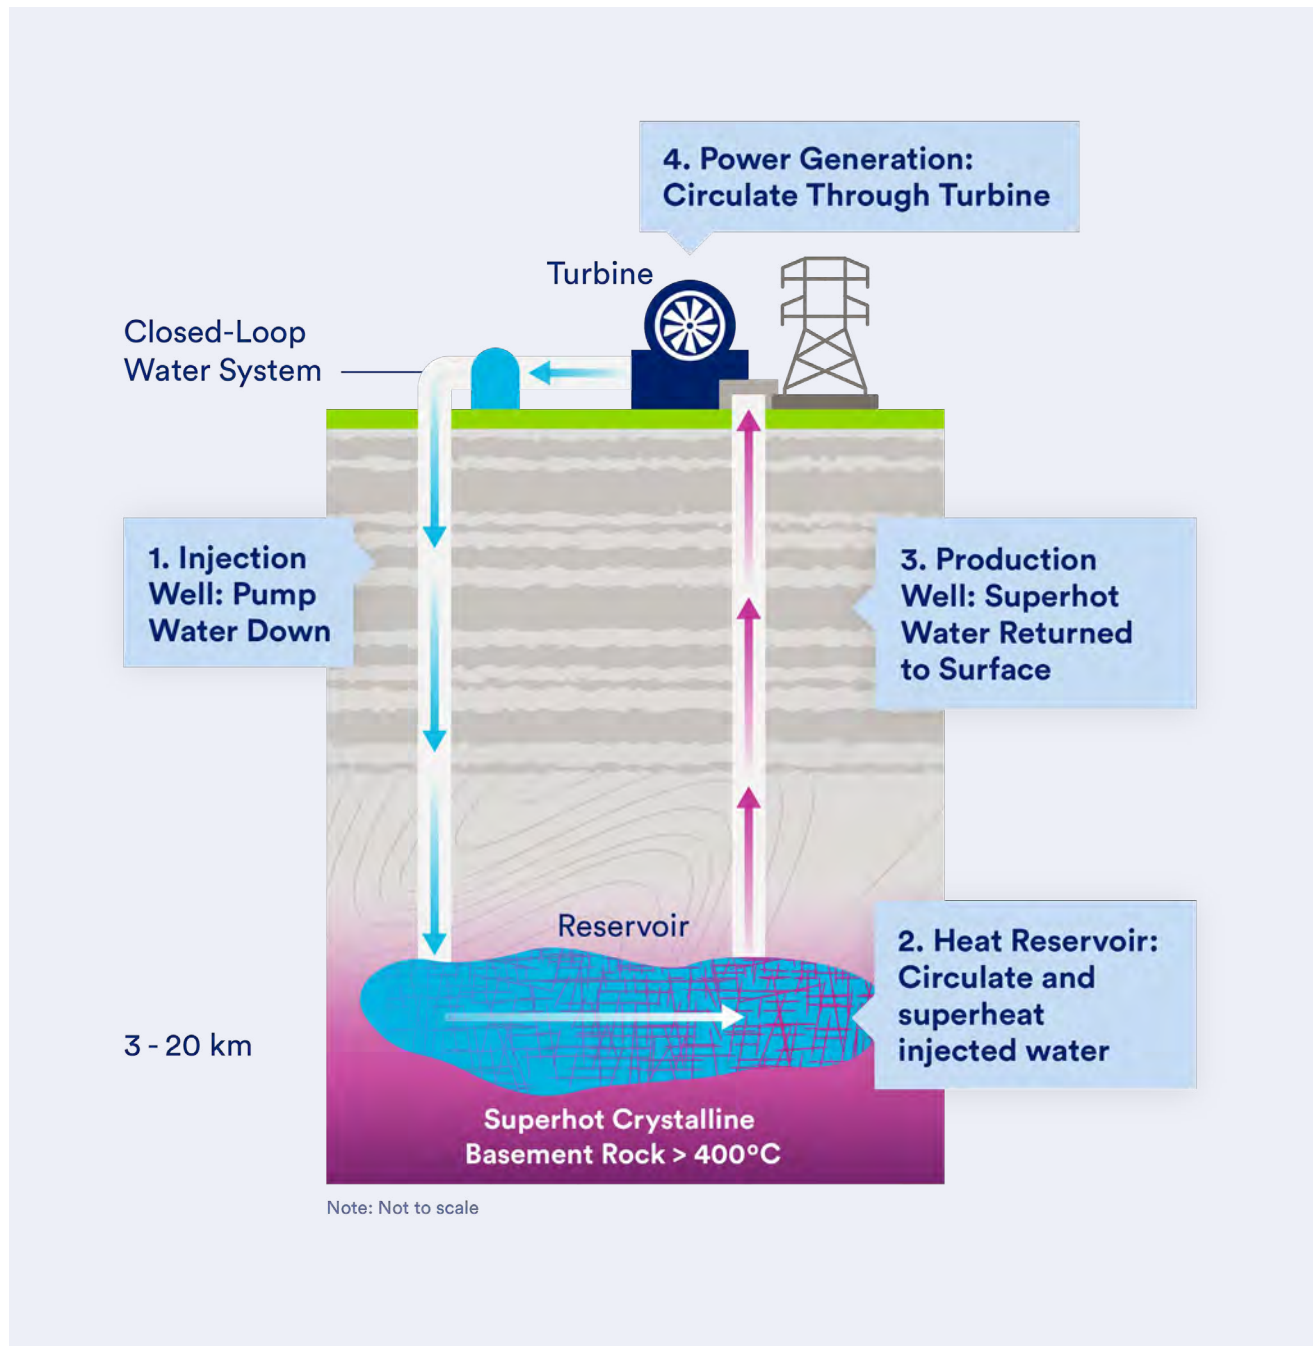 4. Power Generation:
Circulate Through Turbine
Turbine
Closed-Loop
Water System
1. Injection
Well: Pump
Water Down
3. Production
Well: Superhot
Water Returned
to Surface
Reservoir
2. Heat Reservoir:
Circulate and
superheat
injected water
3 - 20 km
Superhot Crystalline
Basement Rock > 400ºC
Note: Not to scale